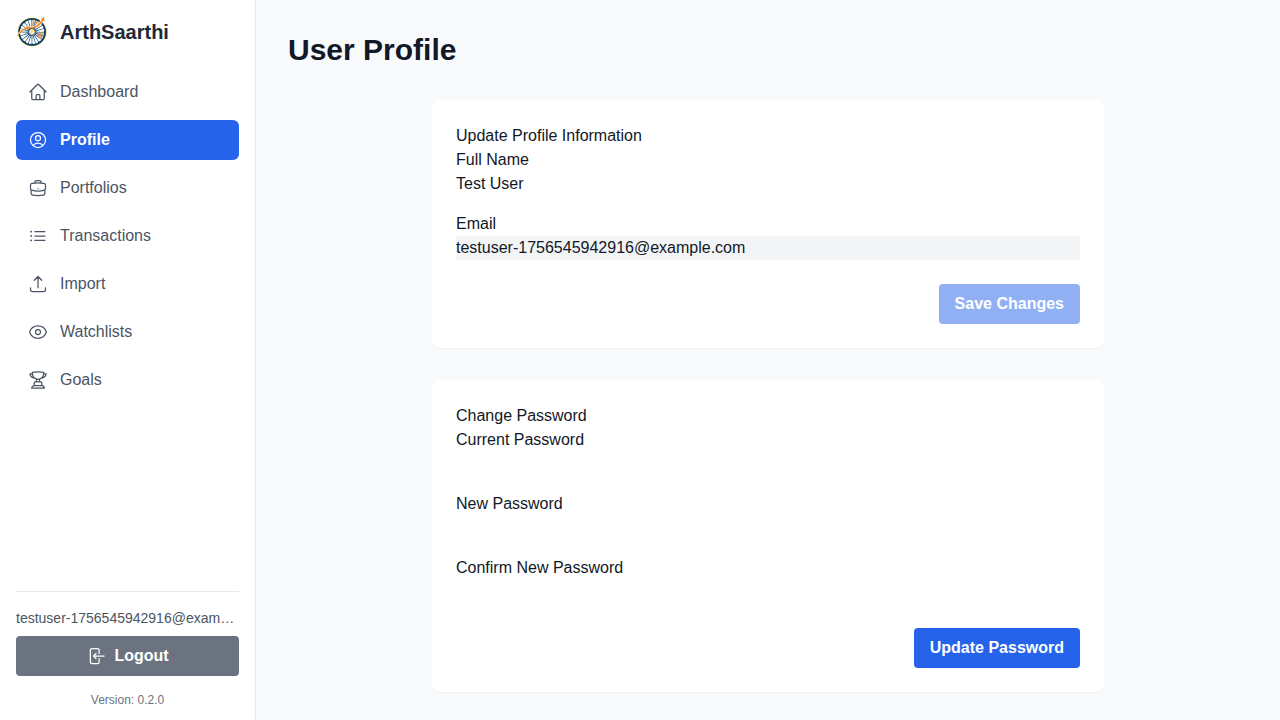 ArthSaarthi
Dashboard
Profile
Portfolios
Transactions
Import
Watchlists
Goals
testuser-1756545942916@exam…
Logout
Version: 0.2.0
User Profile
Update Profile Information
Full Name
Test User
Email
testuser-1756545942916@example.com
Save Changes
Change Password
Current Password
New Password
Confirm New Password
Update Password